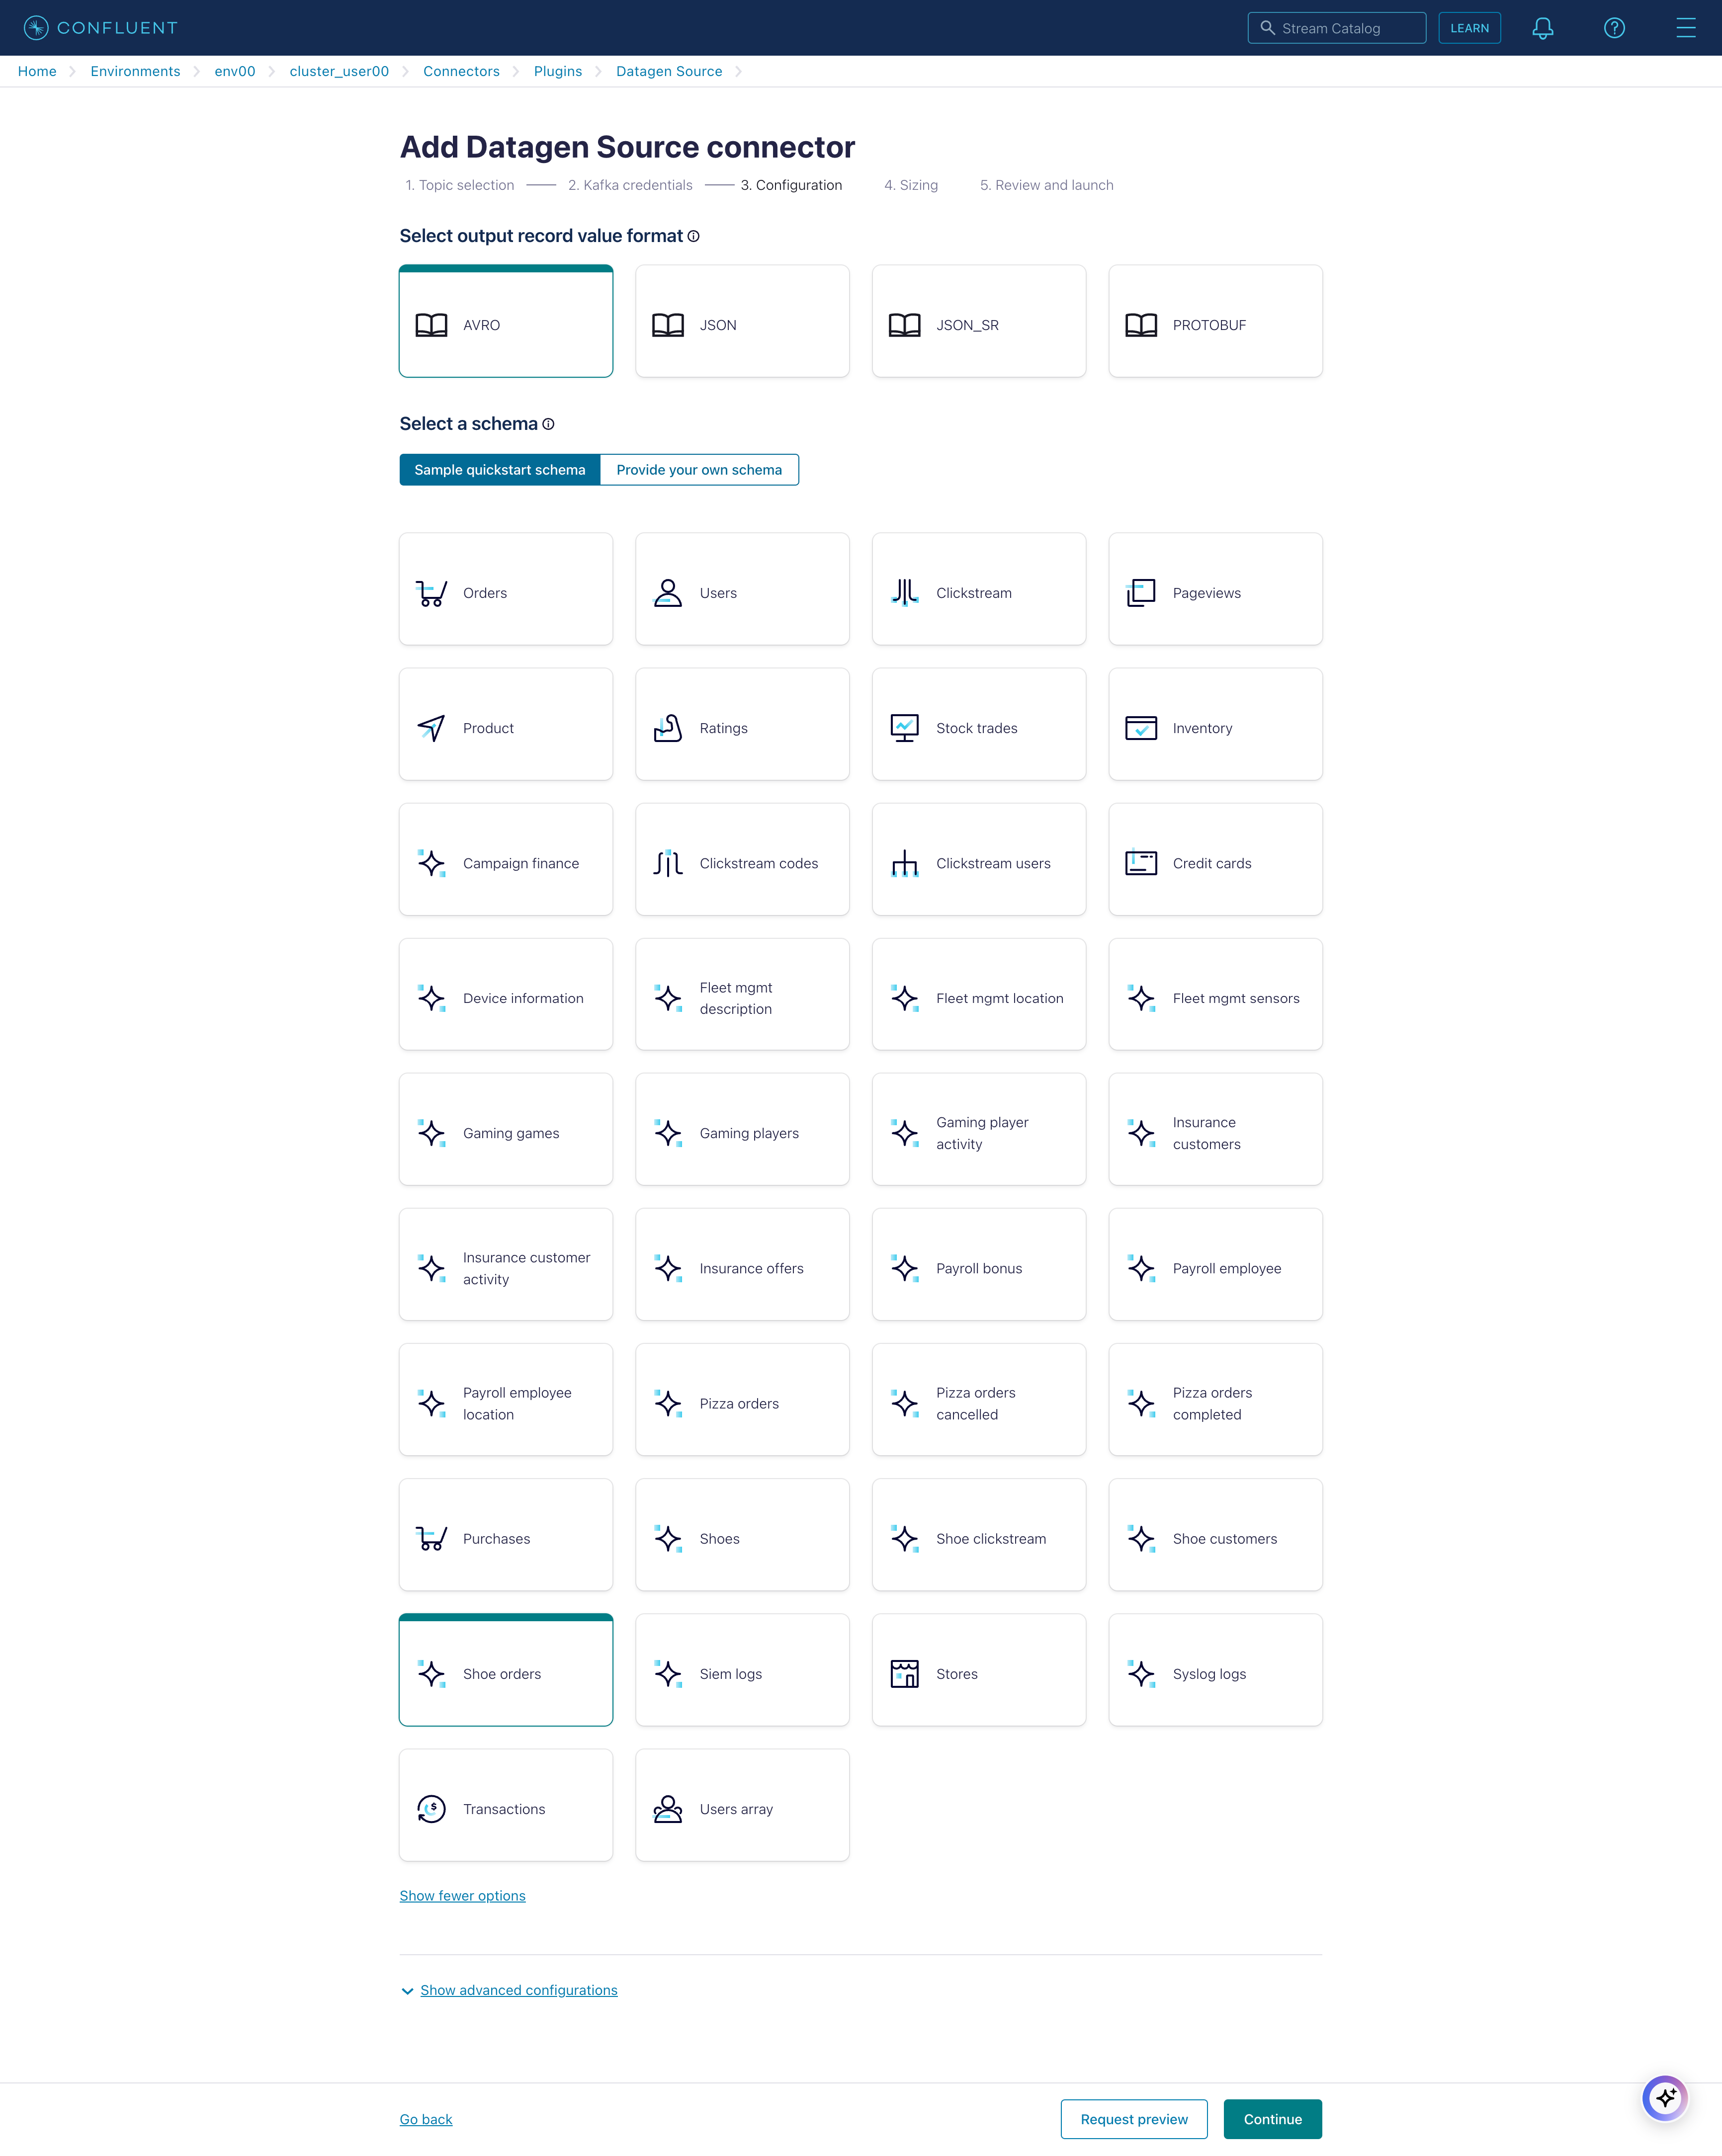 CONFLUENT
Stream Catalog
LEARN
Home
Environments
env00
cluster_user00
Connectors
Plugins
Datagen Source
Add Datagen Source connector
1. Topic selection
2. Kafka credentials
3. Configuration
4. Sizing
5. Review and launch
Select output record value format
AVRO
JSON
JSON_SR
PROTOBUF
Select a schema
Sample quickstart schema
Provide your own schema
Orders
Users
Clickstream
Pageviews
Product
Ratings
Stock trades
Inventory
Campaign finance
Clickstream codes
Clickstream users
Credit cards
Device information
Fleet mgmt
description
Fleet mgmt location
Fleet mgmt sensors
Gaming games
Gaming players
Gaming player
activity
Insurance
customers
Insurance customer
activity
Insurance offers
Payroll bonus
Payroll employee
Payroll employee
location
Pizza orders
Pizza orders
cancelled
Pizza orders
completed
Purchases
Shoes
Shoe clickstream
Shoe customers
Shoe orders
Siem logs
Stores
Syslog logs
Transactions
Users array
Show fewer options
Show advanced configurations
Go back
Request preview
Continue